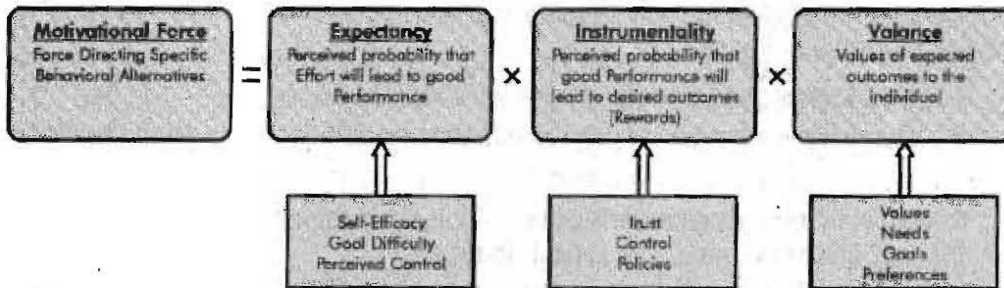 Motivational Force
Force Directing Specific
Behavioral Alternatives
=
Expectancy
Perceived probability that
Effort will lead to good
Performance
×
Instrumentality
Perceived probability that
good Performance will
lead to desired outcomes
(Rewards)
×
Valance
Values of expected
outcomes to the
individual
Self-Efficacy
Goal Difficulty
Perceived Control
Trust
Control
Policies
Values
Needs
Goals
Preferences